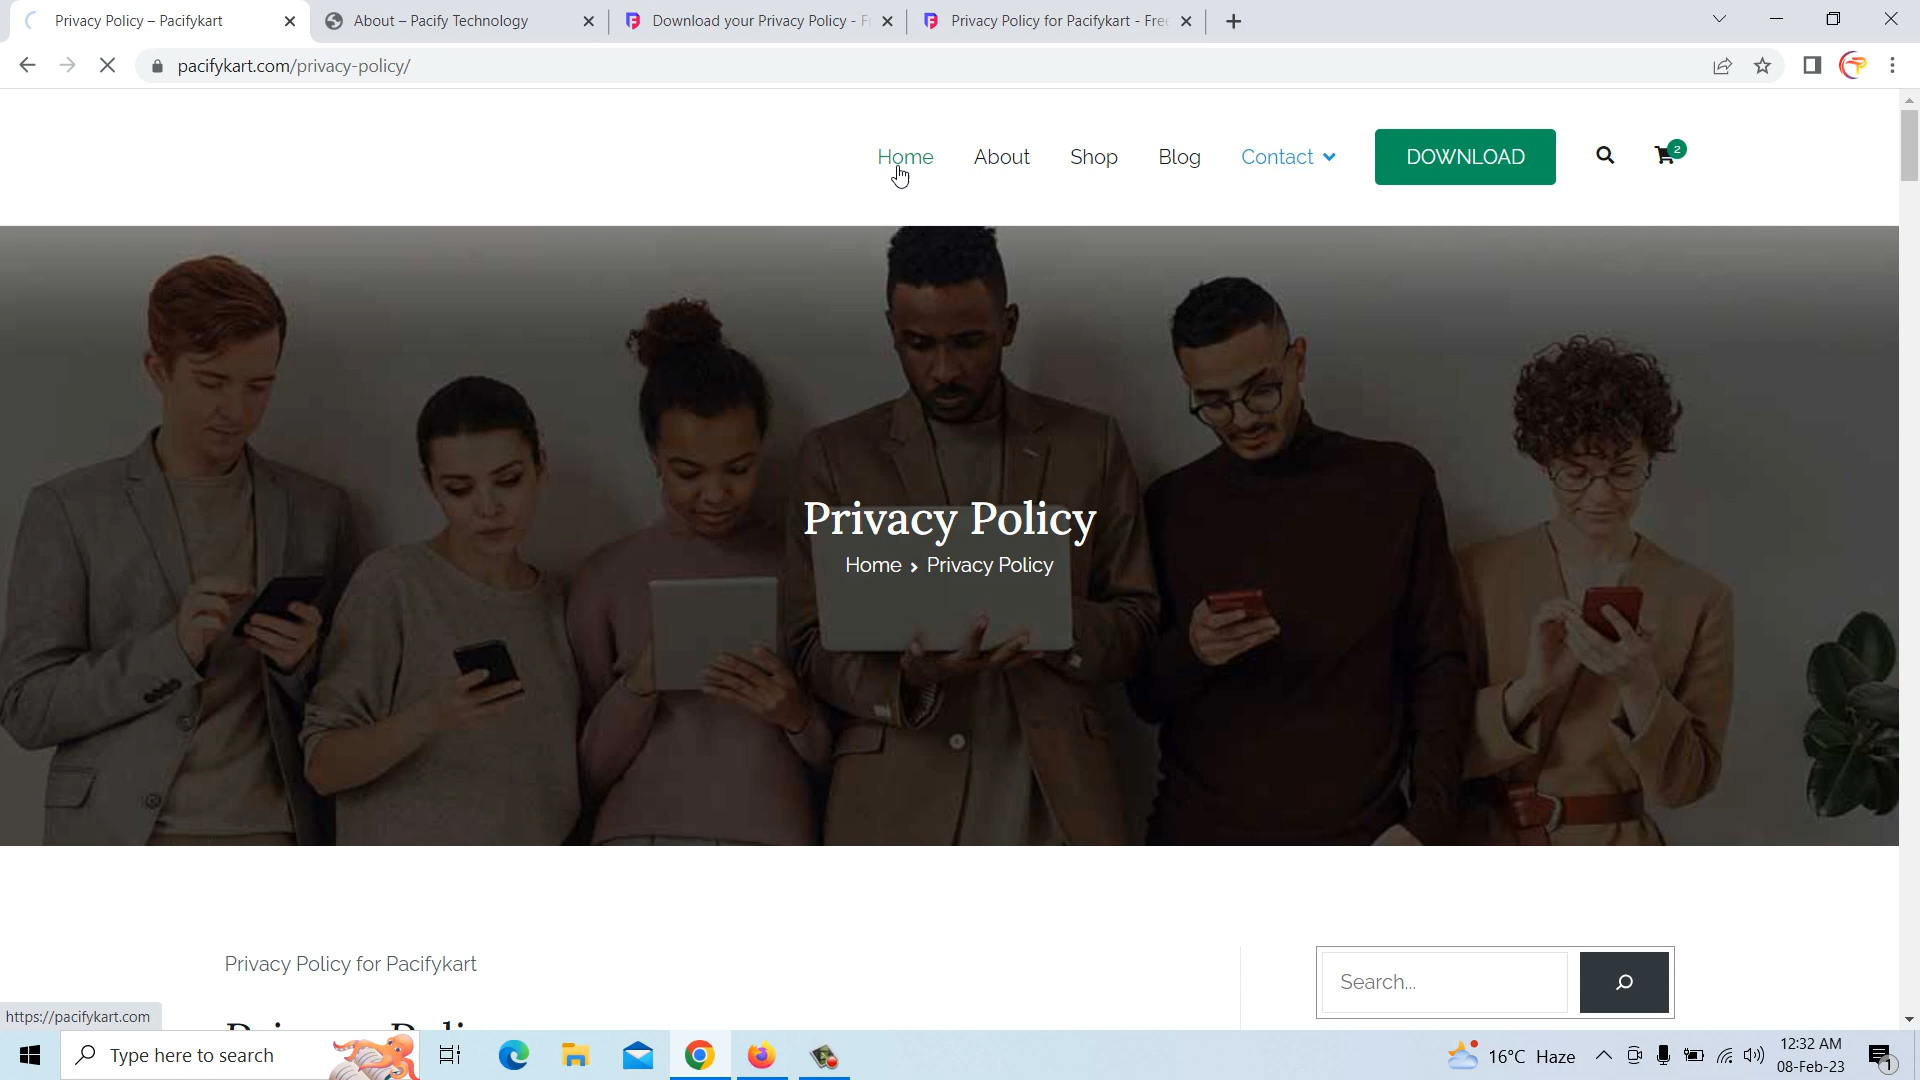 Privacy Policy – Pacifykart
About – Pacify Technology
Download your Privacy Policy - F
Privacy Policy for Pacifykart - Free
pacifykart.com/privacy-policy/
Home
About
Shop
Blog
Contact
DOWNLOAD
2
Privacy Policy
Home › Privacy Policy
Privacy Policy for Pacifykart
Search...
https://pacifykart.com
Type here to search
16°C Haze
12:32 AM
08-Feb-23
1